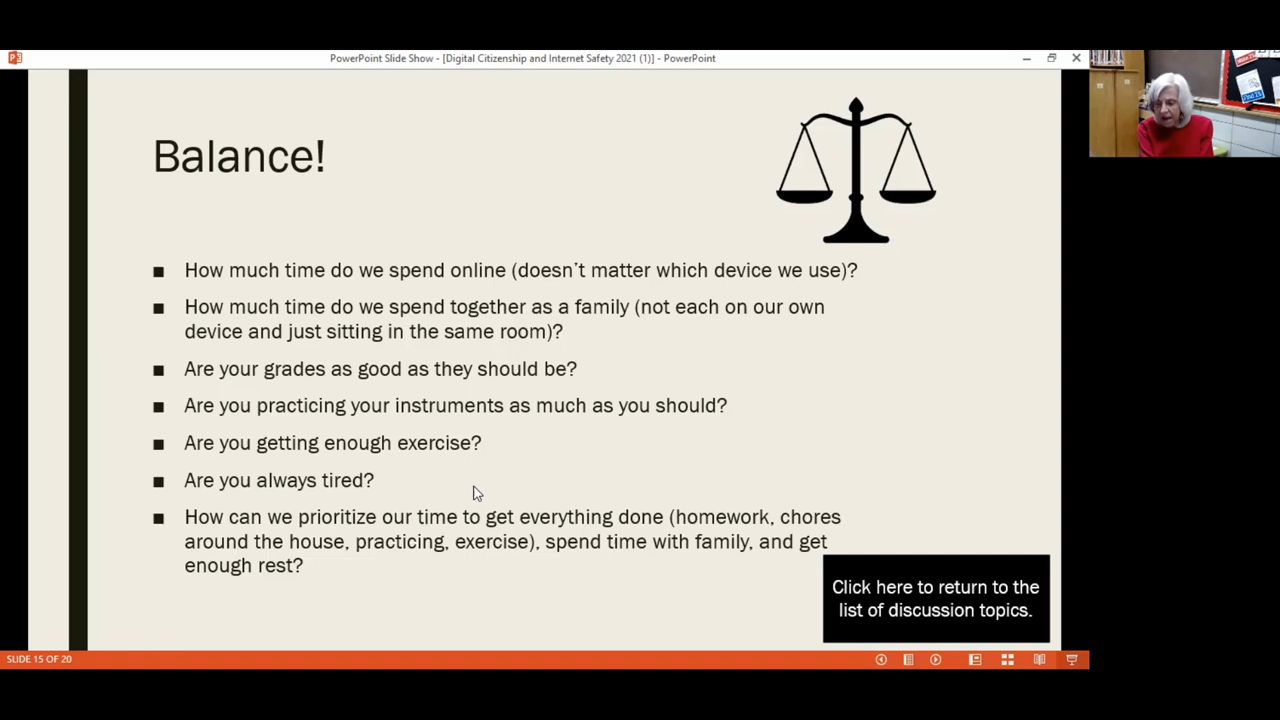 PowerPoint Slide Show - [Digital Citizenship and Internet Safety 2021 (1)] - PowerPoint
Balance!
■ How much time do we spend online (doesn't matter which device we use)?
■ How much time do we spend together as a family (not each on our own
device and just sitting in the same room)?
■ Are your grades as good as they should be?
■ Are you practicing your instruments as much as you should?
■ Are you getting enough exercise?
■ Are you always tired?
■ How can we prioritize our time to get everything done (homework, chores
around the house, practicing, exercise), spend time with family, and get
enough rest?
Click here to return to the
list of discussion topics.
SLIDE 15 OF 20